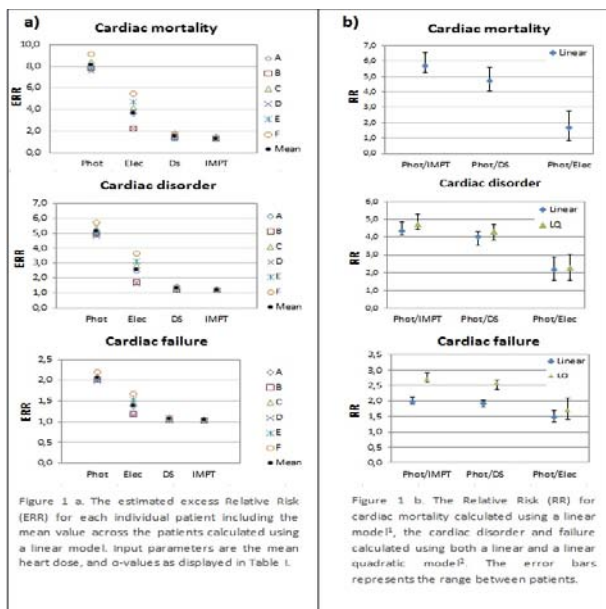 a)
Cardiac mortality
10,0
8,0
6,0
4,0
2,0
0,0
ERR
Phot Elec Ds IMPT
A
B
C
D
E
F
Mean
Cardiac disorder
7,0
6,0
5,0
4,0
3,0
2,0
1,0
0,0
ERR
Phot Elec DS IMPT
A
B
C
D
E
F
Mean
Cardiac failure
2,5
2,0
1,5
1,0
0,5
0,0
ERR
Phot Elec DS IMPT
A
B
C
D
E
F
Mean
Figure 1 a. The estimated excess Relative Risk
(ERR) for each individual patient including the
mean value across the patients calculated using
a linear model. Input parameters are the mean
heart dose, and α-values as displayed in Table I.
b)
Cardiac mortality
7,0
6,0
5,0
4,0
3,0
2,0
1,0
0,0
RR
Phot/IMPT Phot/DS Phot/Elec
Linear
Cardiac disorder
6,0
5,0
4,0
3,0
2,0
1,0
0,0
RR
Phot/IMPT Phot/DS Phot/Elec
Linear
LQ
Cardiac failure
3,5
3,0
2,5
2,0
1,5
1,0
0,5
0,0
RR
Phot/IMPT Phot/DS Phot/Elec
Linear
LQ
Figure 1 b. The Relative Risk (RR) for
cardiac mortality calculated using a linear
model¹, the cardiac disorder and failure
calculated using both a linear and a linear
quadratic model². The error bars
represents the range between patients.